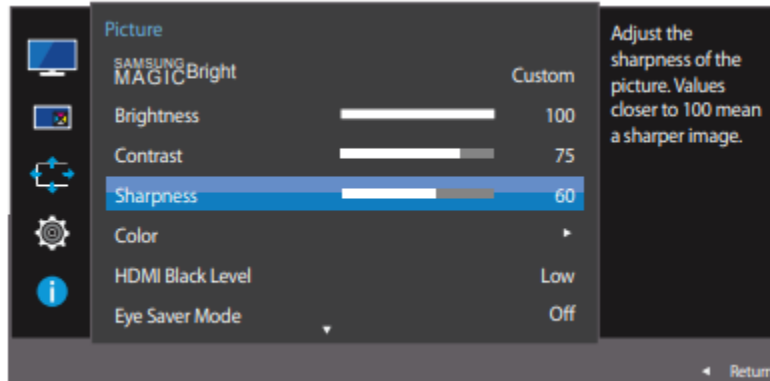 Picture
SAMSUNG
MAGIC Bright Custom
Brightness 100
Contrast 75
Sharpness 60
Color
HDMI Black Level Low
Eye Saver Mode Off
Adjust the
sharpness of the
picture. Values
closer to 100 mean
a sharper image.
Return